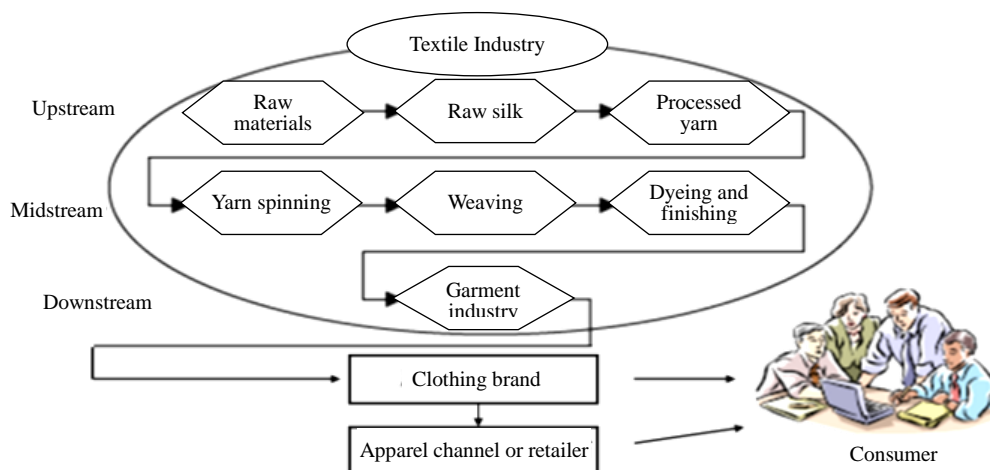 Textile Industry
Upstream
Raw
materials
Raw silk
Processed
yarn
Midstream
Yarn spinning
Weaving
Dyeing and
finishing
Downstream
Garment
industry
Clothing brand
Apparel channel or retailer
Consumer